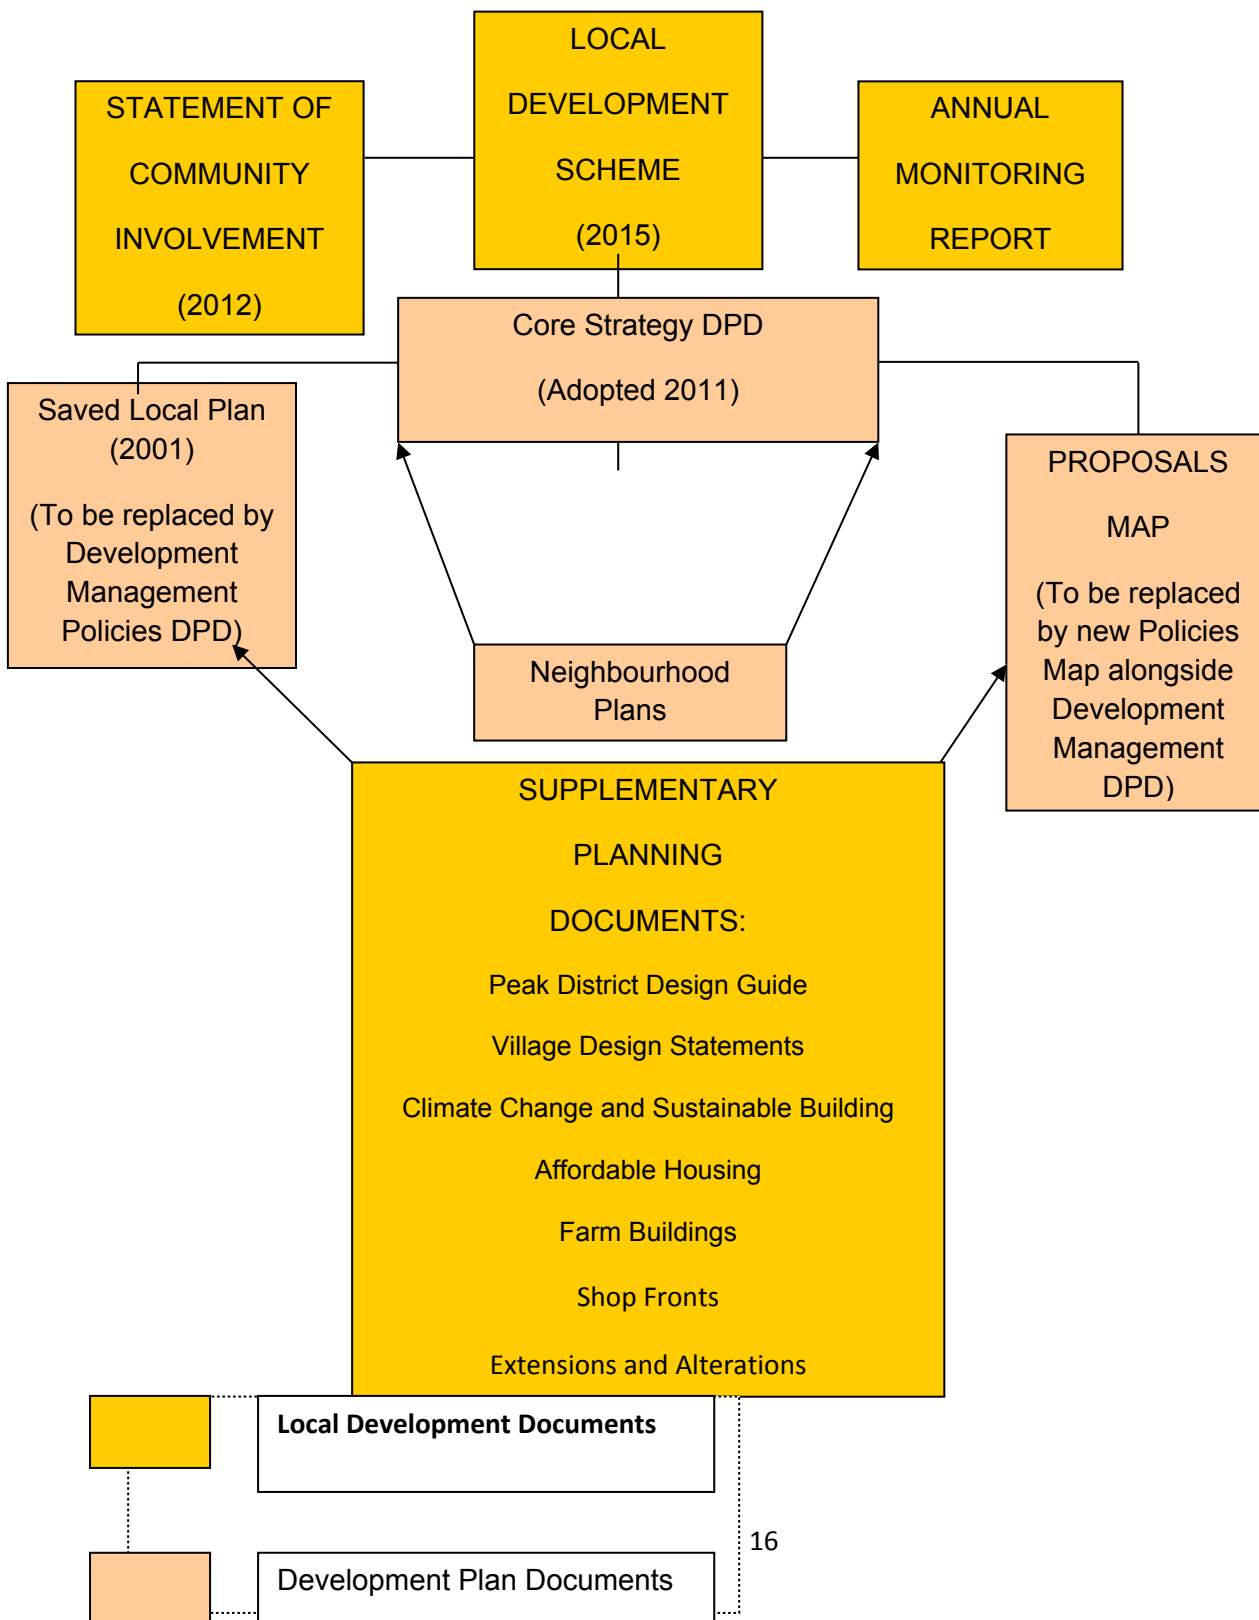 STATEMENT OF
COMMUNITY
INVOLVEMENT
(2012)
LOCAL
DEVELOPMENT
SCHEME
(2015)
ANNUAL
MONITORING
REPORT
Core Strategy DPD
(Adopted 2011)
Saved Local Plan
(2001)
(To be replaced by
Development
Management
Policies DPD)
PROPOSALS
MAP
(To be replaced
by new Policies
Map alongside
Development
Management
DPD)
Neighbourhood
Plans
SUPPLEMENTARY
PLANNING
DOCUMENTS:
Peak District Design Guide
Village Design Statements
Climate Change and Sustainable Building
Affordable Housing
Farm Buildings
Shop Fronts
Extensions and Alterations
Local Development Documents
16
Development Plan Documents